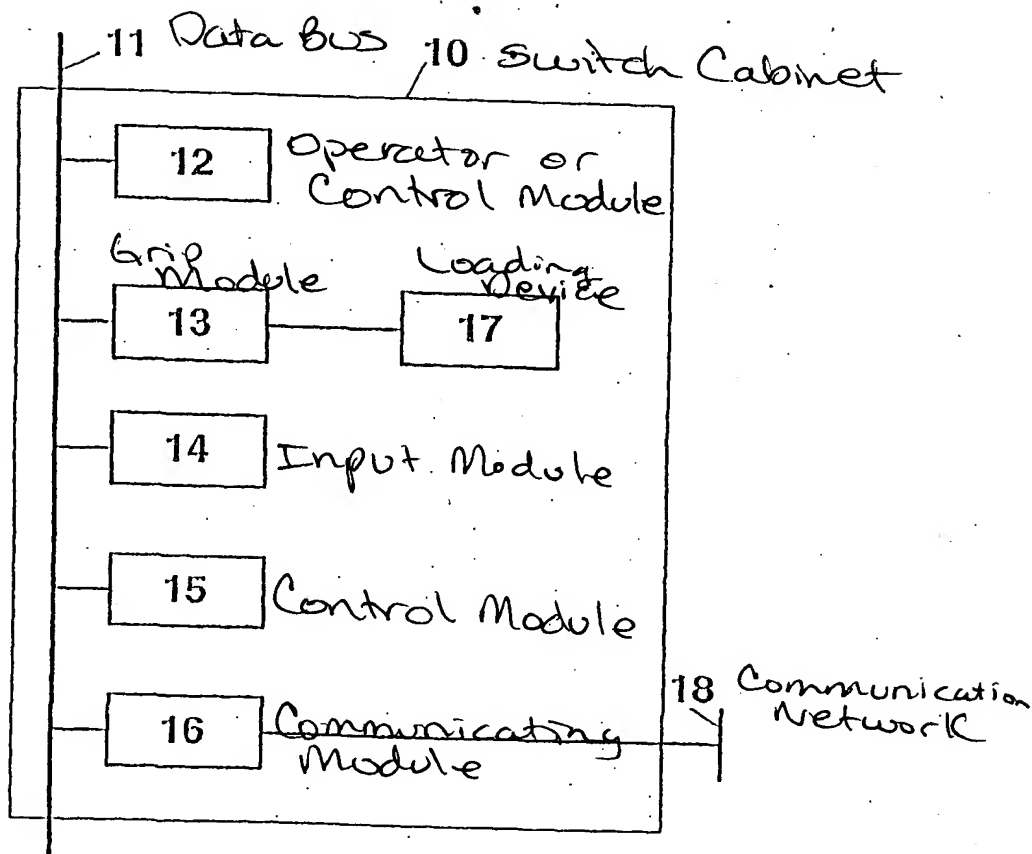 11 Data Bus
10 Switch Cabinet
12 Operator or
Control Module
Grip
Module
13
Loading
Device
17
14 Input Module
15 Control Module
16 Communicating
Module
18 Communication
Network